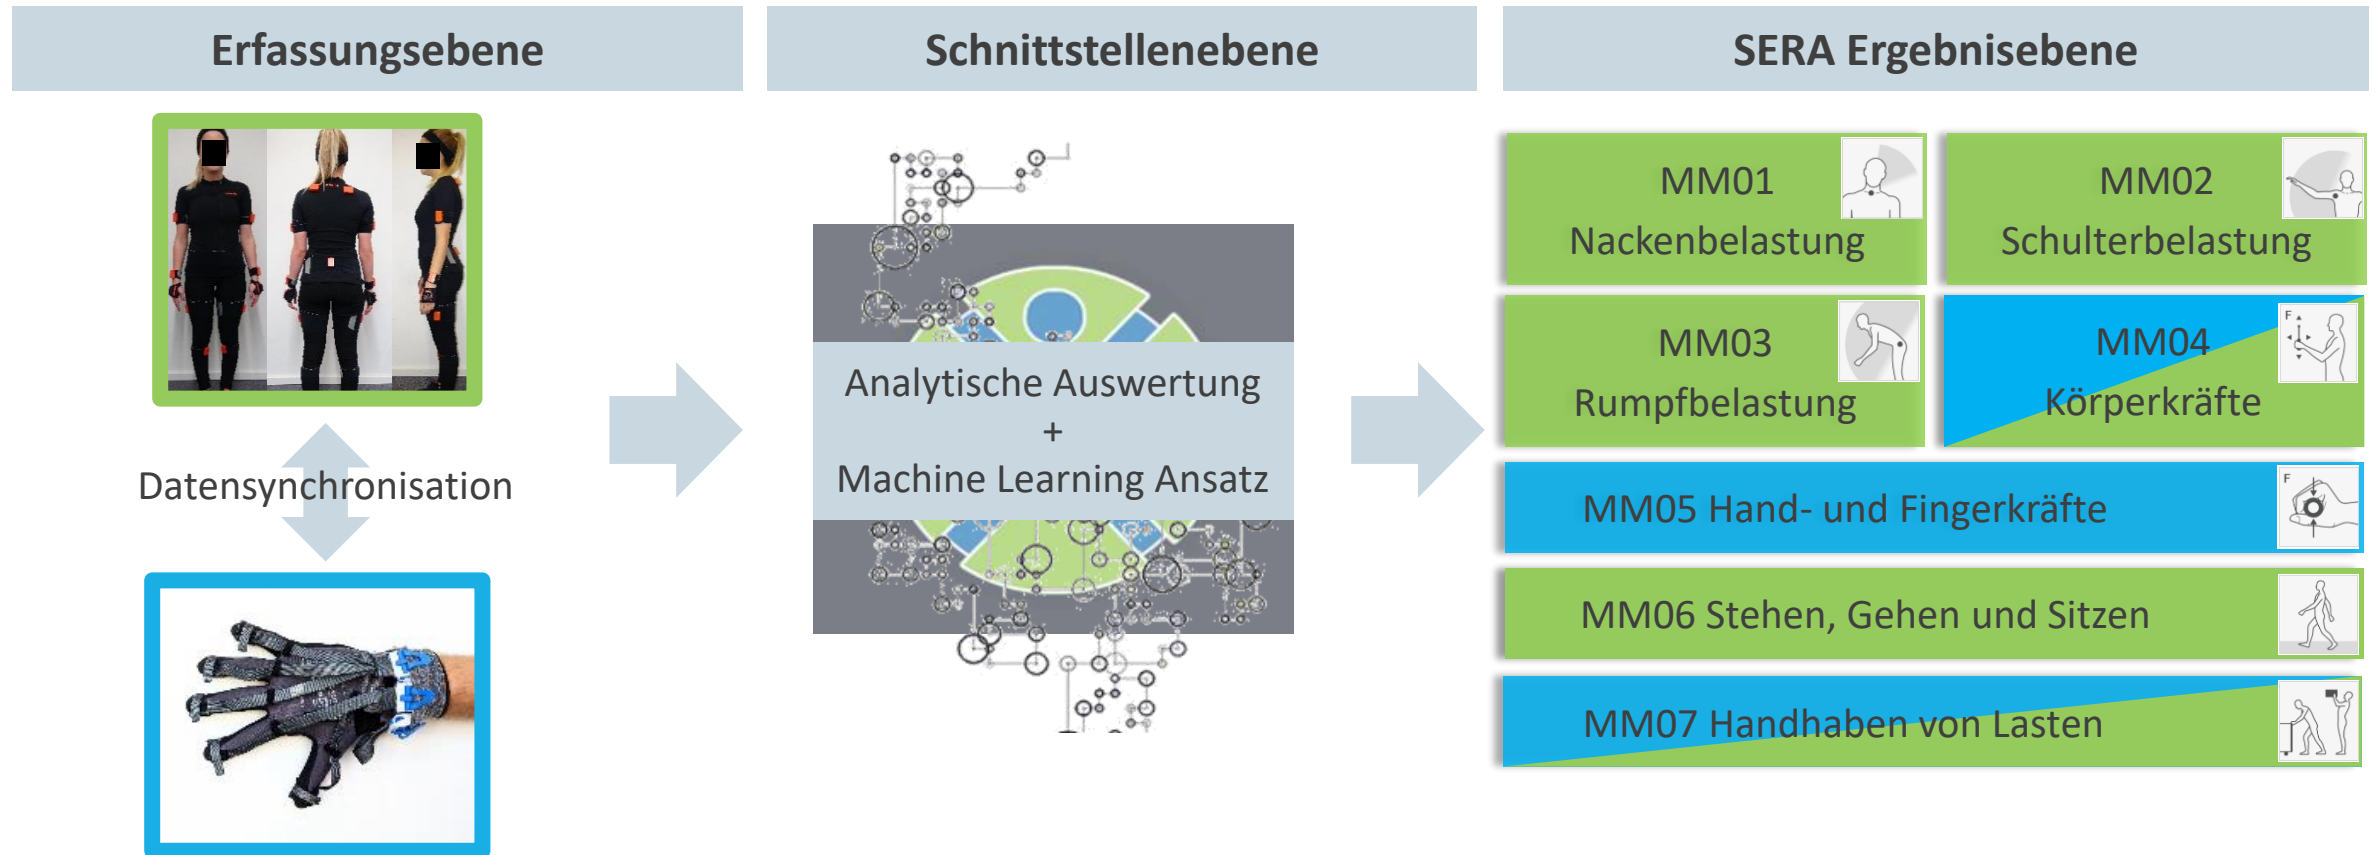 Erfassungsebene
Schnittstellenebene
SERA Ergebnisebene
Datensynchronisation
Analytische Auswertung
+
Machine Learning Ansatz
MM01
Nackenbelastung
MM02
Schulterbelastung
MM03
Rumpfbelastung
MM04
Körperkräfte
F
MM05 Hand- und Fingerkräfte
F
MM06 Stehen, Gehen und Sitzen
MM07 Handhaben von Lasten